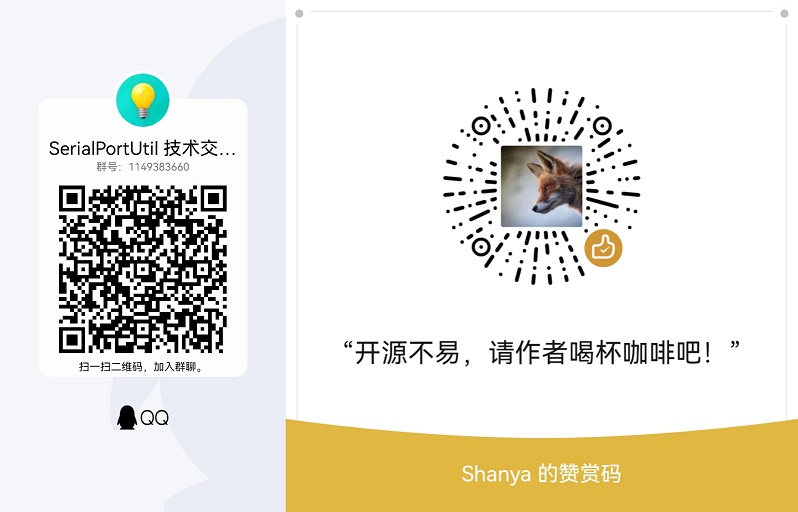 SerialPortUtil 技术交…
群号：1149383660
扫一扫二维码，加入群聊。
QQ
“开源不易，请作者喝杯咖啡吧！”
Shanya 的赞赏码